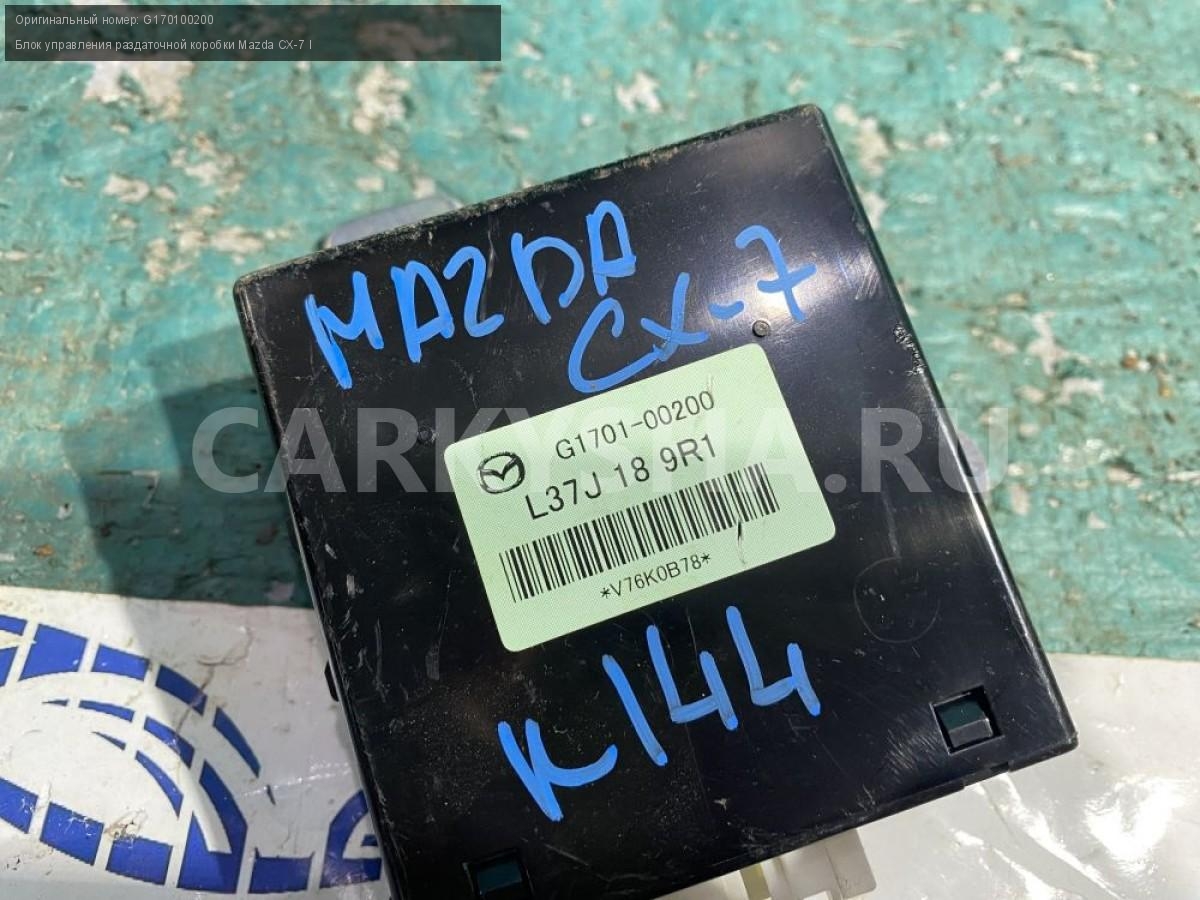 Оригинальный номер: G170100200
Блок управления раздаточной коробки Mazda CX-7 I
MAZDA
CX-7
CARKYSHA.RU
G1701-00200
L37J 18 9R1
*V76K0B78*
K144